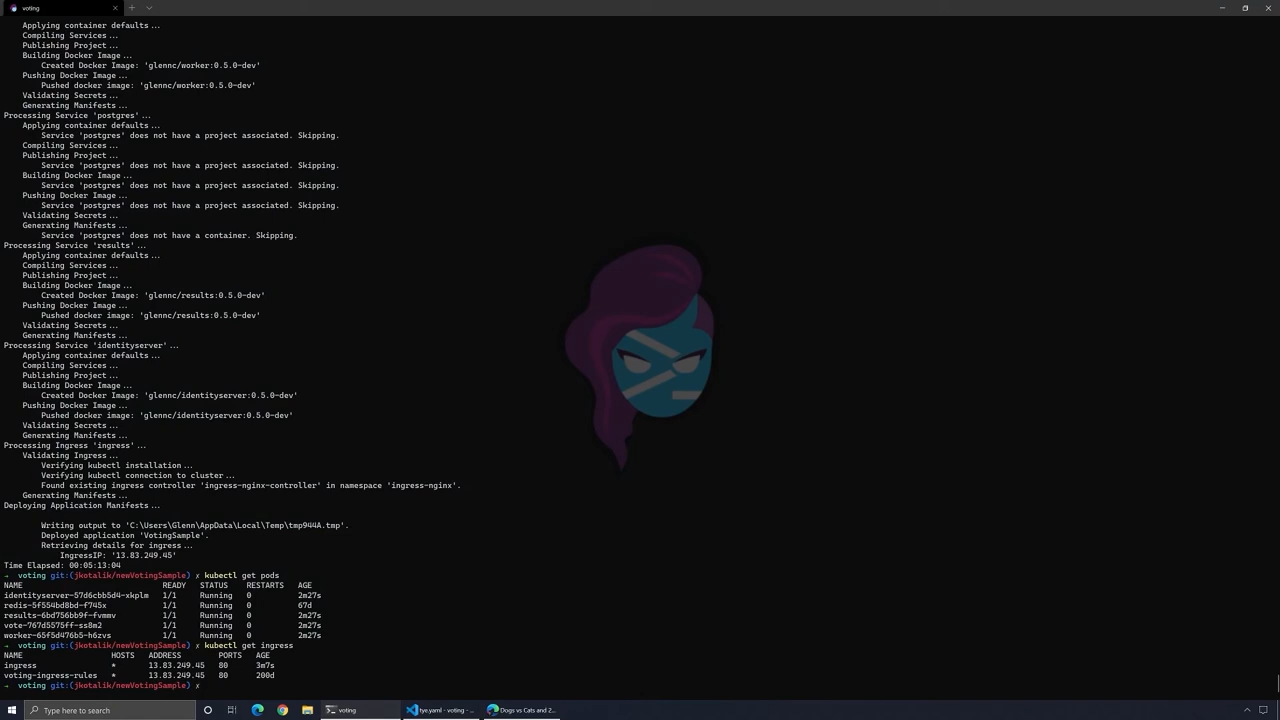 voting
Applying container defaults...
Compiling Services...
Publishing Project...
Building Docker Image...
Created Docker Image: 'glennc/worker:0.5.0-dev'
Pushing Docker Image...
Pushed docker image: 'glennc/worker:0.5.0-dev'
Validating Secrets...
Generating Manifests...
Processing Service 'postgres'...
Applying container defaults...
Service 'postgres' does not have a project associated. Skipping.
Compiling Services...
Publishing Project...
Service 'postgres' does not have a project associated. Skipping.
Building Docker Image...
Service 'postgres' does not have a project associated. Skipping.
Pushing Docker Image...
Service 'postgres' does not have a project associated. Skipping.
Validating Secrets...
Generating Manifests...
Service 'postgres' does not have a container. Skipping.
Processing Service 'results'...
Applying container defaults...
Compiling Services...
Publishing Project...
Building Docker Image...
Created Docker Image: 'glennc/results:0.5.0-dev'
Pushing Docker Image...
Pushed docker image: 'glennc/results:0.5.0-dev'
Validating Secrets...
Generating Manifests...
Processing Service 'identityserver'...
Applying container defaults...
Compiling Services...
Publishing Project...
Building Docker Image...
Created Docker Image: 'glennc/identityserver:0.5.0-dev'
Pushing Docker Image...
Pushed docker image: 'glennc/identityserver:0.5.0-dev'
Validating Secrets...
Generating Manifests...
Processing Ingress 'ingress'...
Validating Ingress...
Verifying kubectl installation...
Verifying kubectl connection to cluster...
Found existing ingress controller 'ingress-nginx-controller' in namespace 'ingress-nginx'.
Generating Manifests...
Deploying Application Manifests...
Writing output to 'C:\Users\Glenn\AppData\Local\Temp\tmp944A.tmp'.
Deployed application 'VotingSample'.
Retrieving details for ingress...
IngressIP: '13.83.249.45'
Time Elapsed: 00:05:13:04
→ voting git:(jkotalik/newVotingSample) ✗ kubectl get pods
NAME READY STATUS RESTARTS AGE
identityserver-57d6cbb5d4-xkplm 1/1 Running 0 2m27s
redis-5f554bd8bd-f745x 1/1 Running 0 67d
results-6bd756bb9f-fvmmv 1/1 Running 0 2m27s
vote-767d5575ff-ss8m2 1/1 Running 0 2m27s
worker-65f5d476b5-h6zvs 1/1 Running 0 2m27s
→ voting git:(jkotalik/newVotingSample) ✗ kubectl get ingress
NAME HOSTS ADDRESS PORTS AGE
ingress * 13.83.249.45 80 3m7s
voting-ingress-rules * 13.83.249.45 80 200d
→ voting git:(jkotalik/newVotingSample) ✗
Type here to search
voting
tye.yaml - voting - ...
Dogs vs Cats and 2...